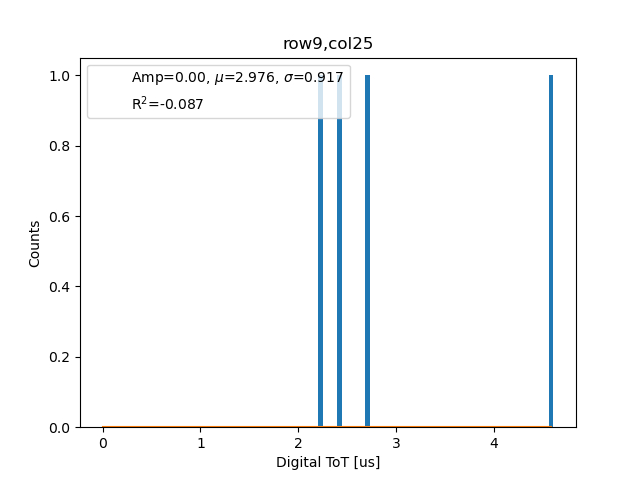 row9,col25
Amp=0.00, μ=2.976, σ=0.917
R²=-0.087
1.0
0.8
0.6
0.4
0.2
0.0
Counts
0 1 2 3 4
Digital ToT [us]